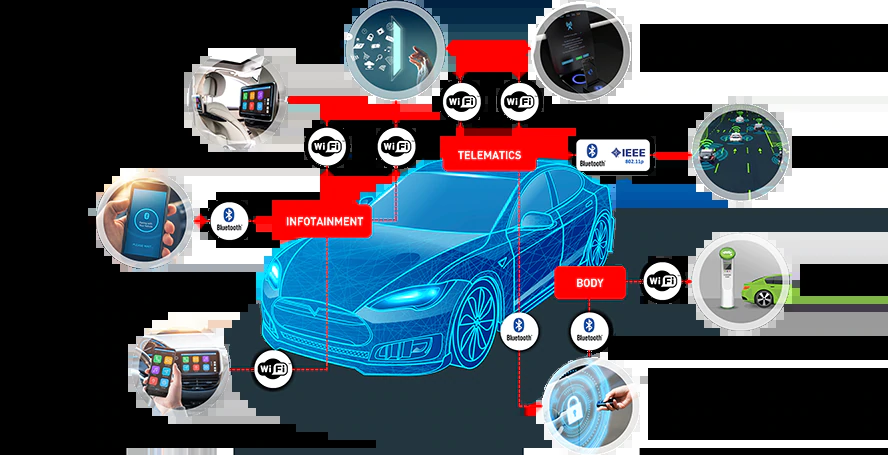 WiFi
WiFi
WiFi
WiFi
TELEMATICS
Bluetooth®
IEEE
802.11p
INFOTAINMENT
Bluetooth®
BODY
WiFi
Bluetooth®
Bluetooth®
WiFi